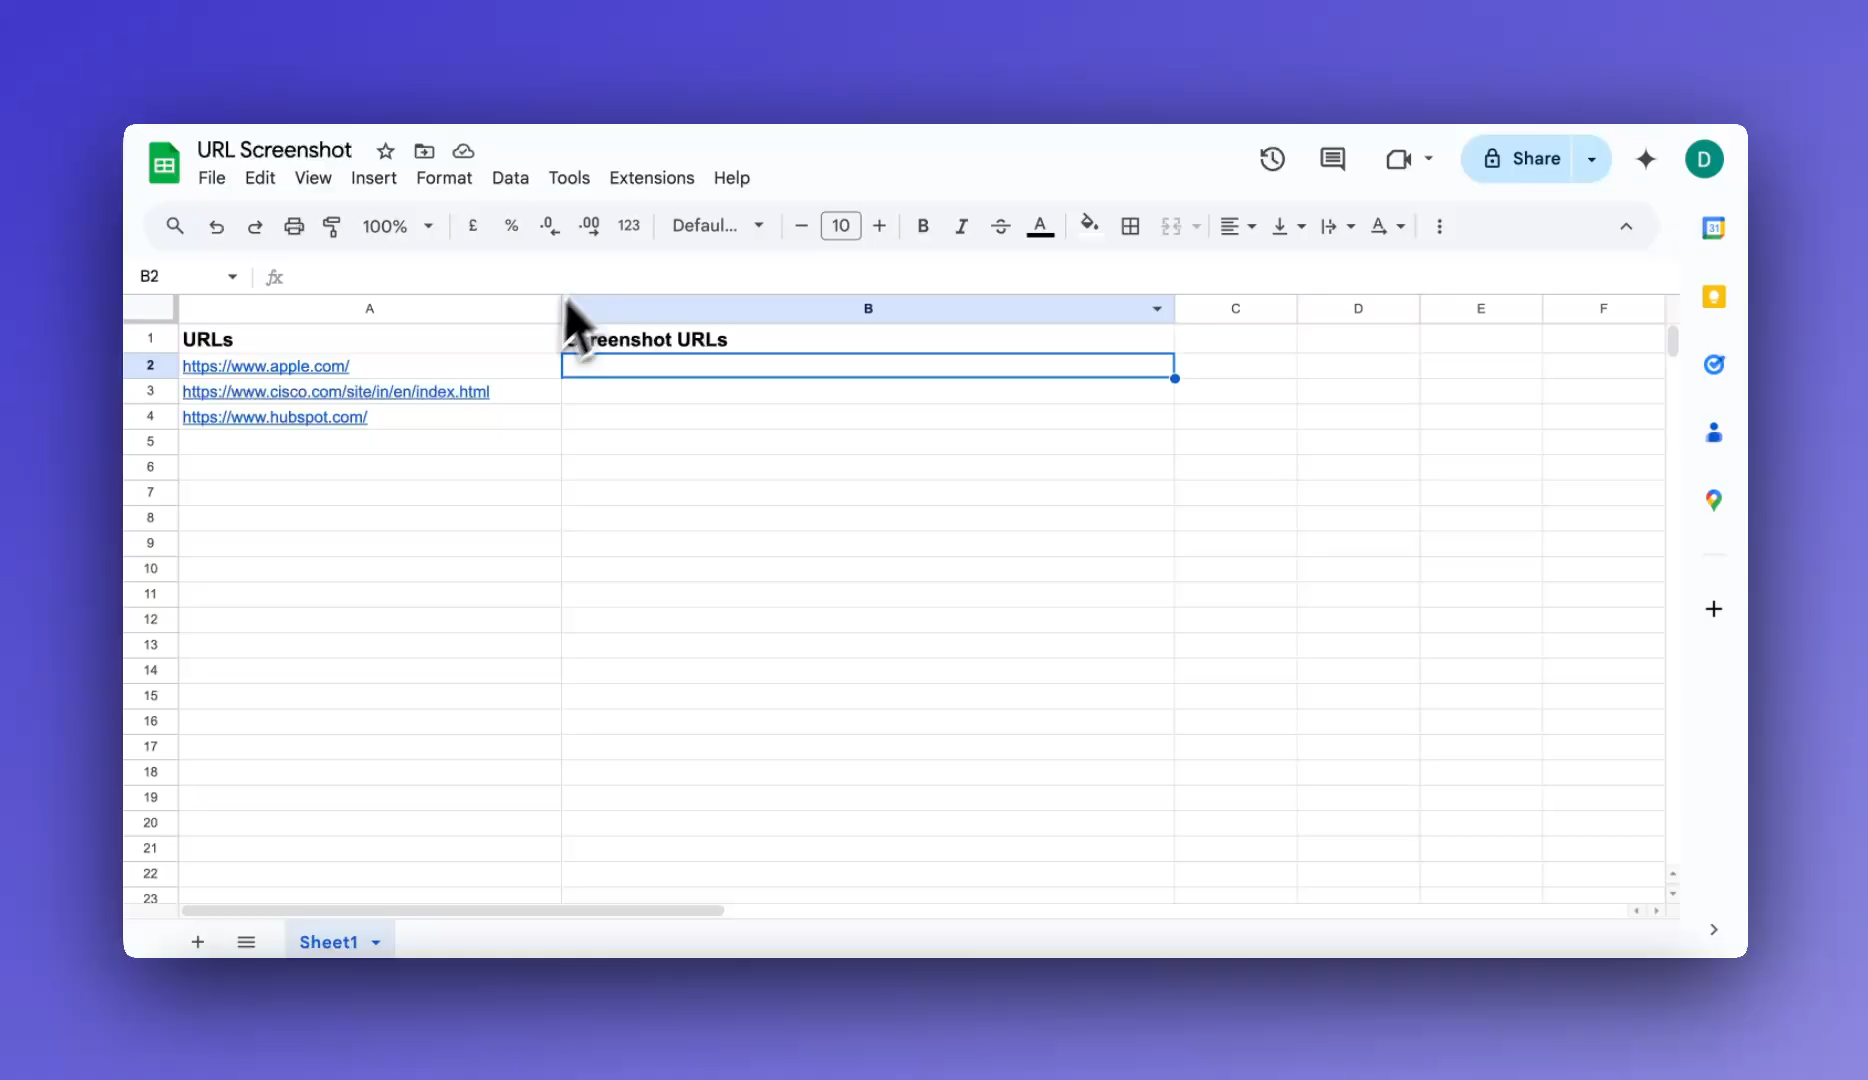 URL Screenshot
Share
D
File Edit View Insert Format Data Tools Extensions Help
100% £ % .0 .00 123 Defaul... 10 B I A A
31
B2 fx
A B C D E F
1 URLs reenshot URLs
2 https://www.apple.com/
3 https://www.cisco.com/site/in/en/index.html
4 https://www.hubspot.com/
5
6
7
8
9
10
11
12
13
14
15
16
17
18
19
20
21
22
23
Sheet1